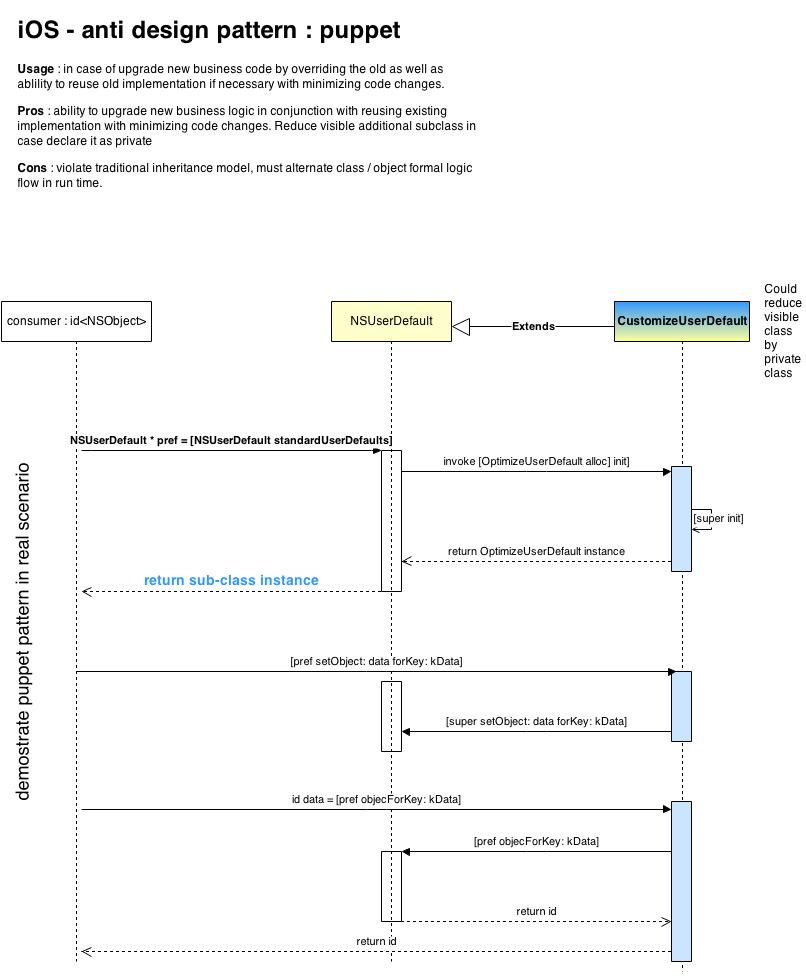 iOS - anti design pattern : puppet
Usage : in case of upgrade new business code by overriding the old as well as
ablility to reuse old implementation if necessary with minimizing code changes.
Pros : ability to upgrade new business logic in conjunction with reusing existing
implementation with minimizing code changes. Reduce visible additional subclass in
case declare it as private
Cons : violate traditional inheritance model, must alternate class / object formal logic
flow in run time.
Could
reduce
visible
class
by
private
class
consumer : id<NSObject>
NSUserDefault
Extends
CustomizeUserDefault
demostrate puppet pattern in real scenario
NSUserDefault * pref = [NSUserDefault standardUserDefaults]
invoke [OptimizeUserDefault alloc] init]
[super init]
return OptimizeUserDefault instance
return sub-class instance
[pref setObject: data forKey: kData]
[super setObject: data forKey: kData]
id data = [pref objecForKey: kData]
[pref objecForKey: kData]
return id
return id